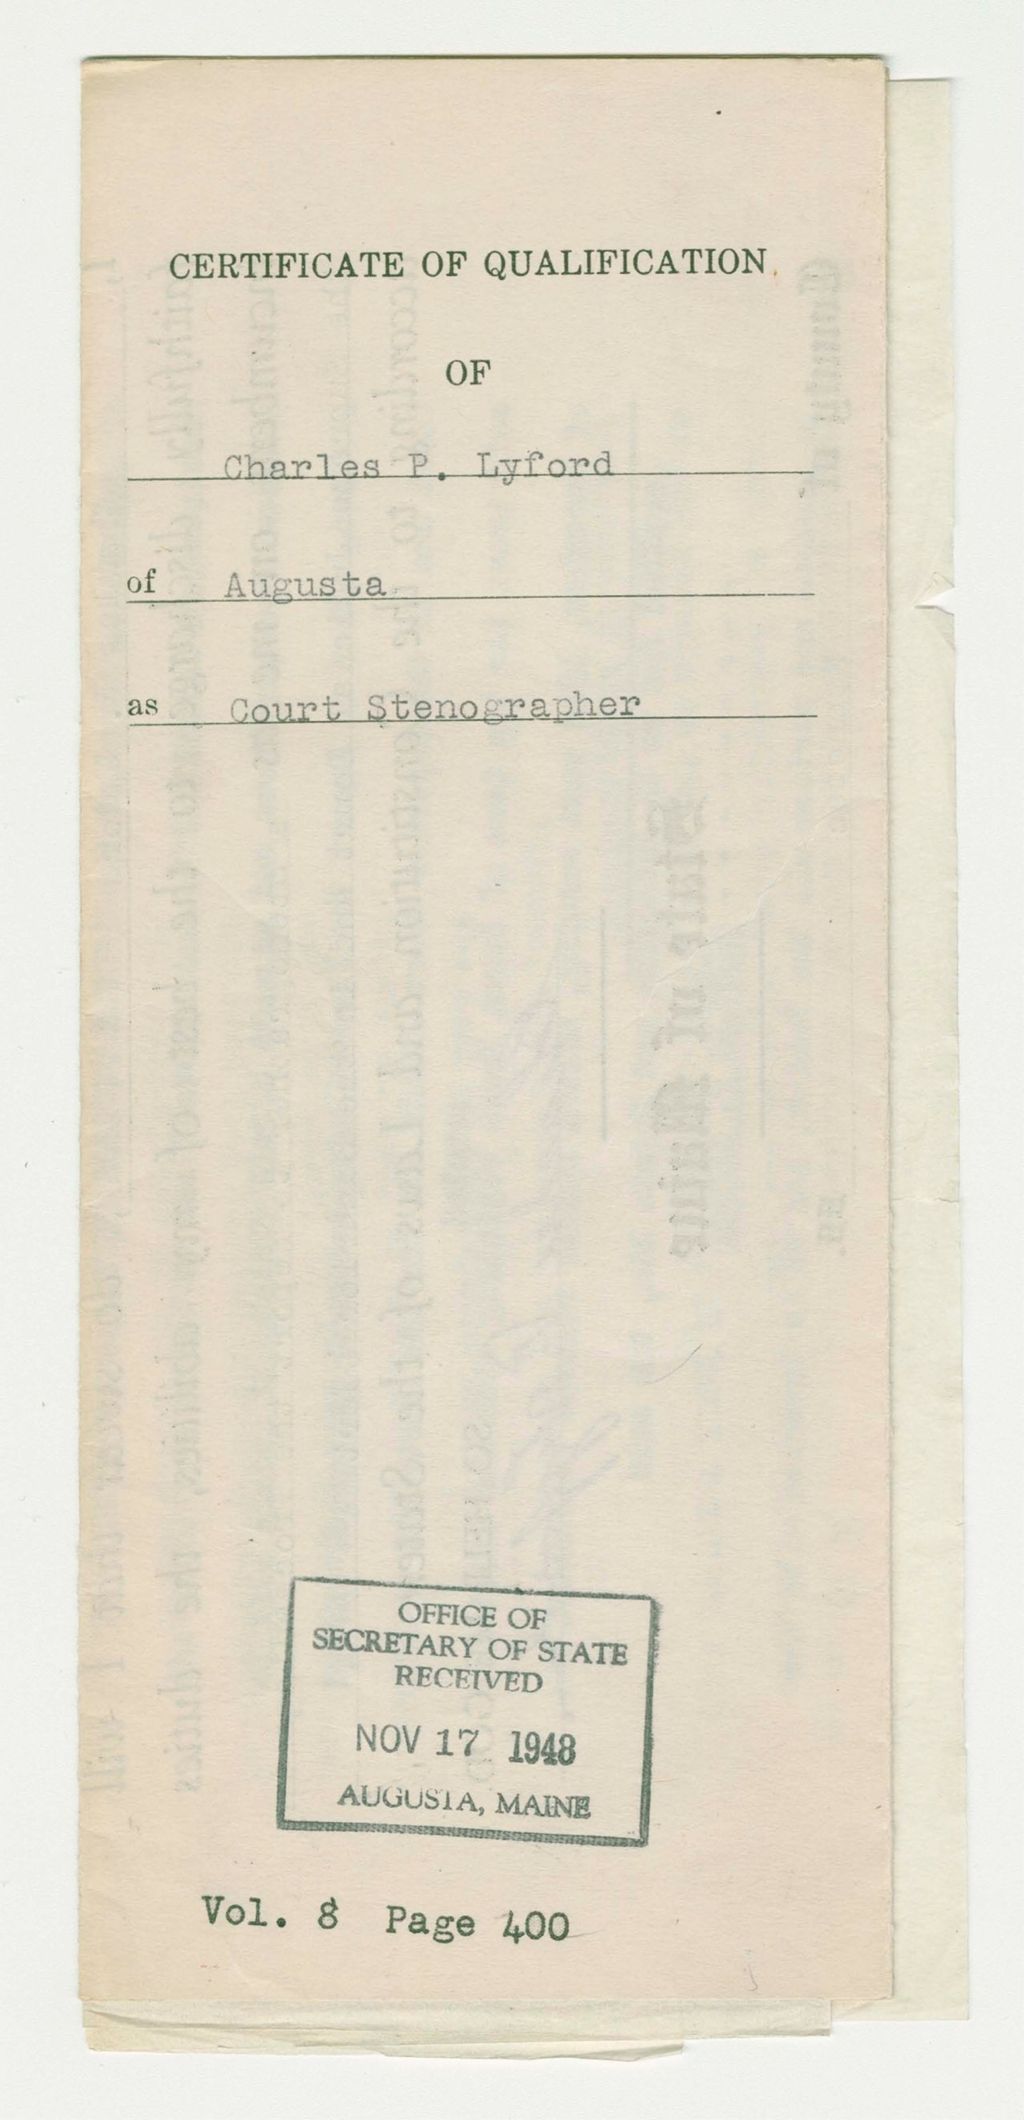 CERTIFICATE OF QUALIFICATION
OF
Charles P. Lyford
of Augusta
as Court Stenographer
OFFICE OF
SECRETARY OF STATE
RECEIVED
NOV 17 1948
AUGUSTA, MAINE
Vol. 8 Page 400